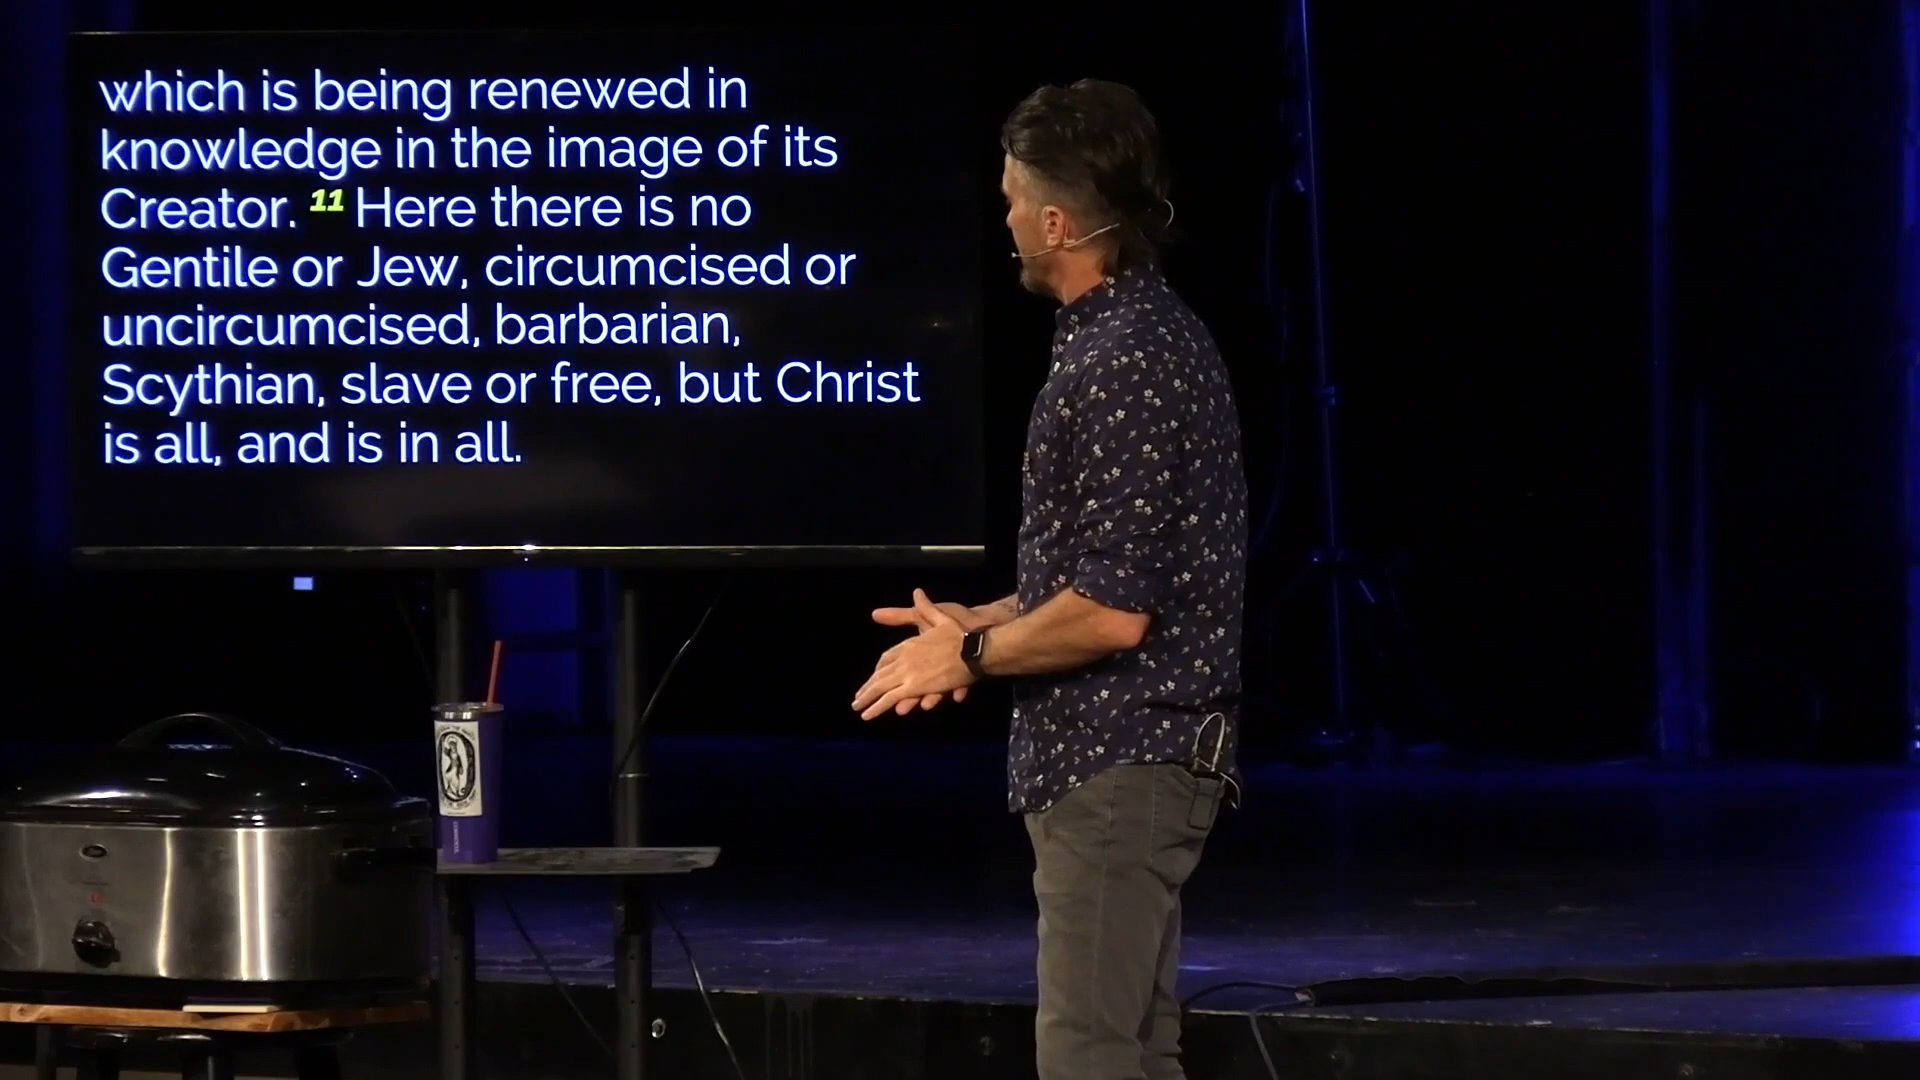 which is being renewed in
knowledge in the image of its
Creator. 11 Here there is no
Gentile or Jew, circumcised or
uncircumcised, barbarian,
Scythian, slave or free, but Christ
is all, and is in all.